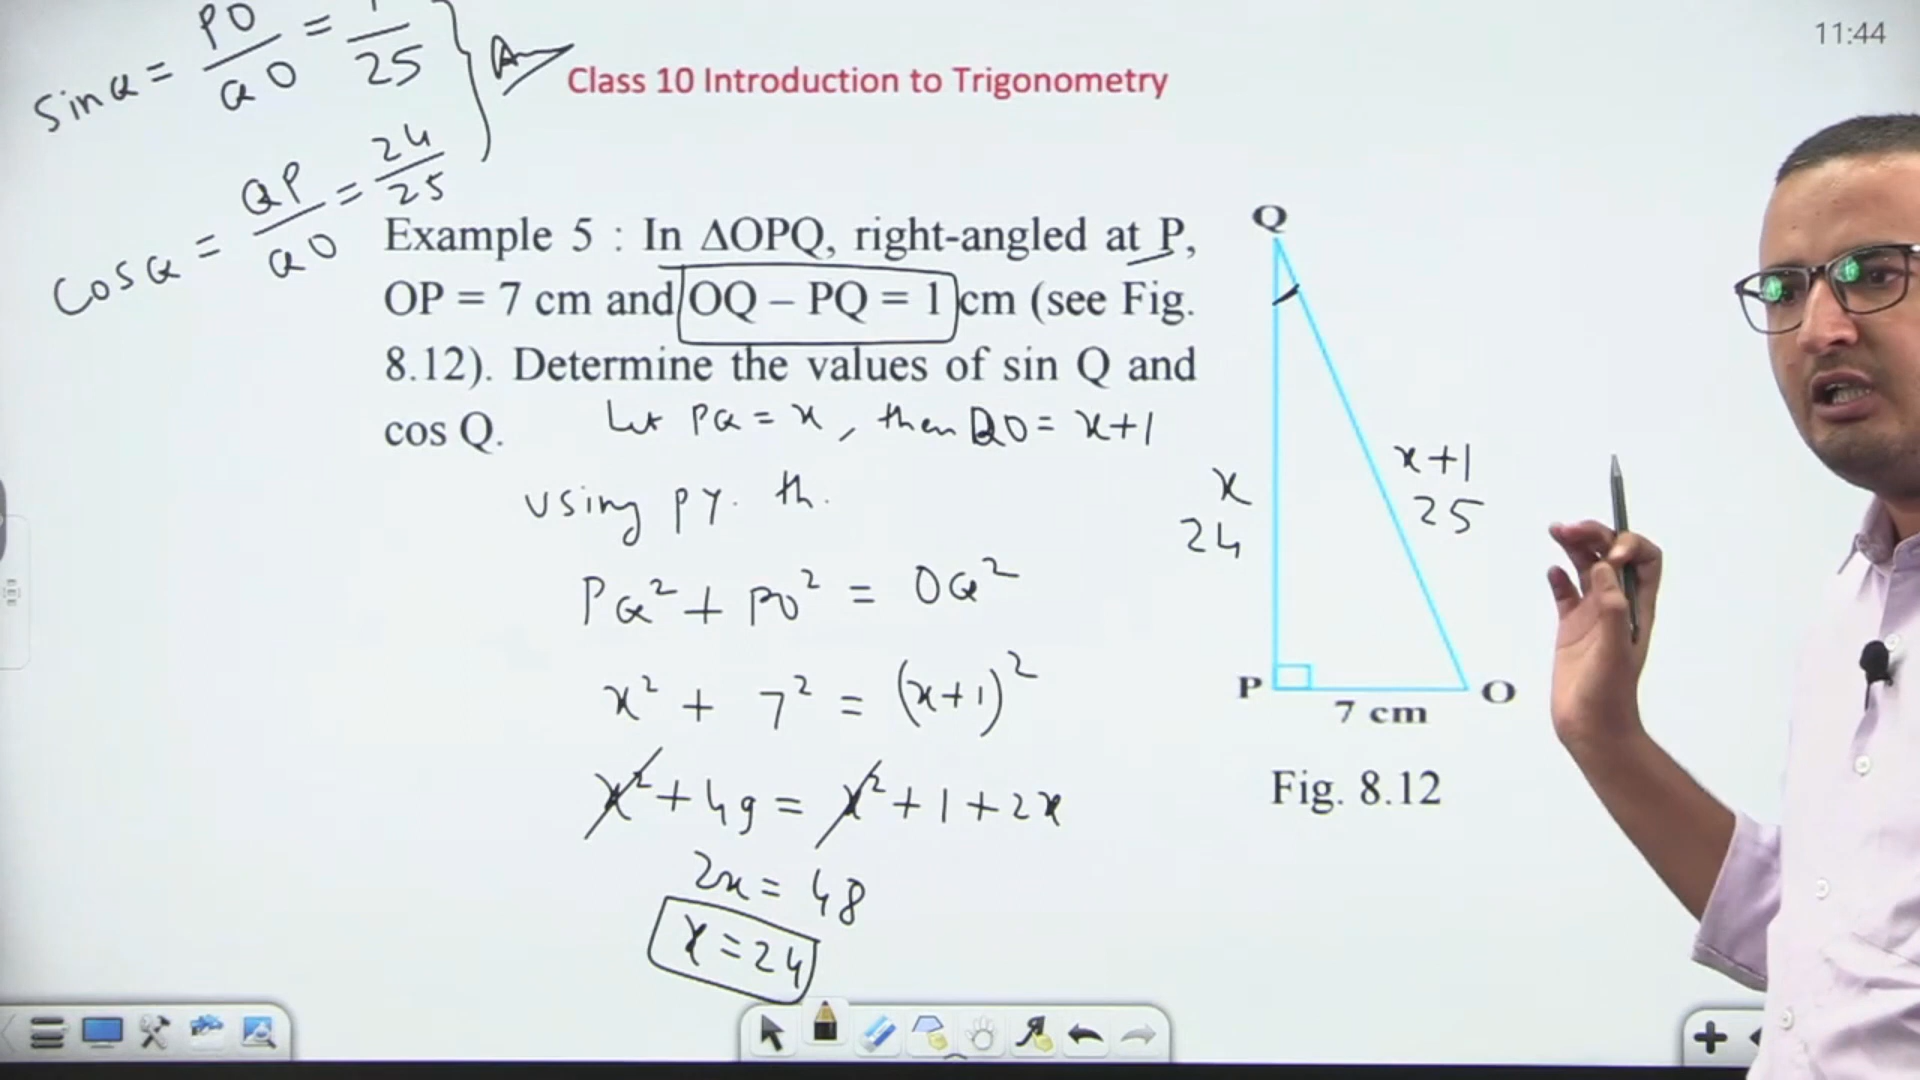 11:44
Class 10 Introduction to Trigonometry
sin Q = PO/QO = /25 } Ans
cos Q = QP/QO = 24/25
Example 5 : In ΔOPQ, right-angled at P,
OP = 7 cm and OQ – PQ = 1 cm (see Fig.
8.12). Determine the values of sin Q and
cos Q.
Let PQ = x, then QO = x+1
using py. th.
PQ² + PO² = OQ²
x² + 7² = (x+1)²
x² + 49 = x² + 1 + 2x
2x = 48
x = 24
Q
x
24
x+1
25
P
O
7 cm
Fig. 8.12